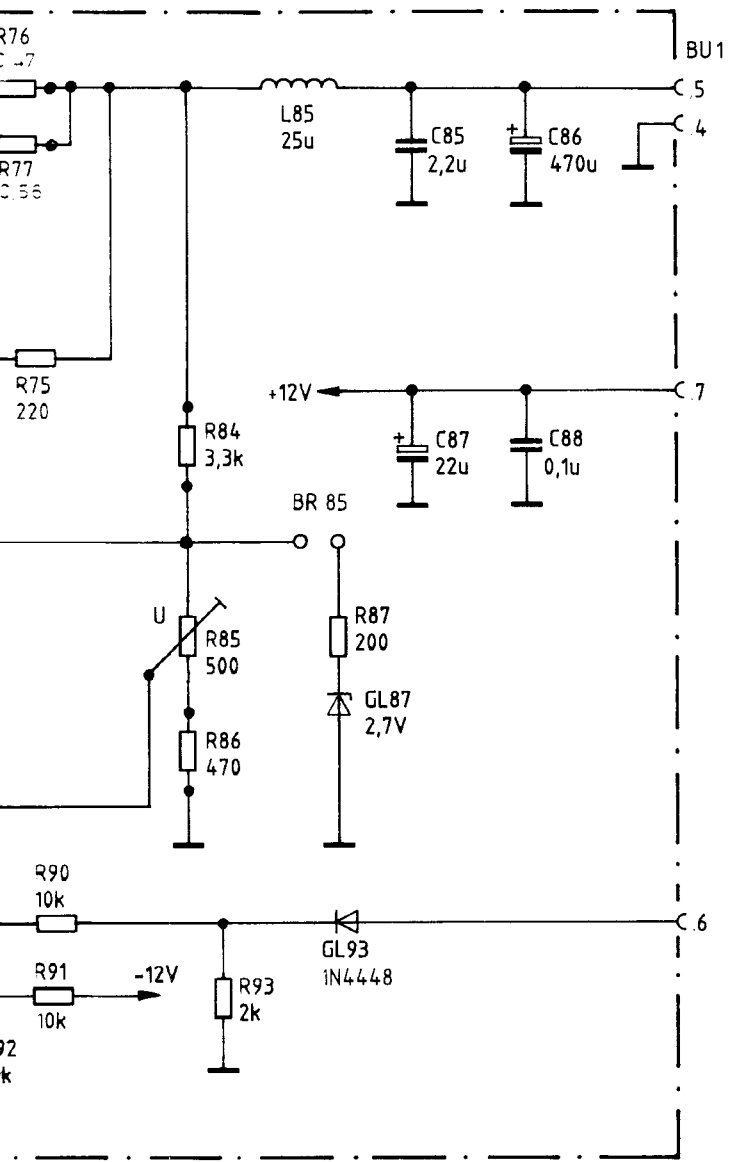 R76
BU1
.5
L85
25u
C85
2,2u
+
C86
470u
.4
R77
R75
220
+12V
.7
R84
3,3k
+
C87
22u
C88
0,1u
BR 85
U
R85
500
R87
200
GL87
2,7V
R86
470
R90
10k
.6
GL93
1N4448
R91
10k
-12V
R93
2k
92
k